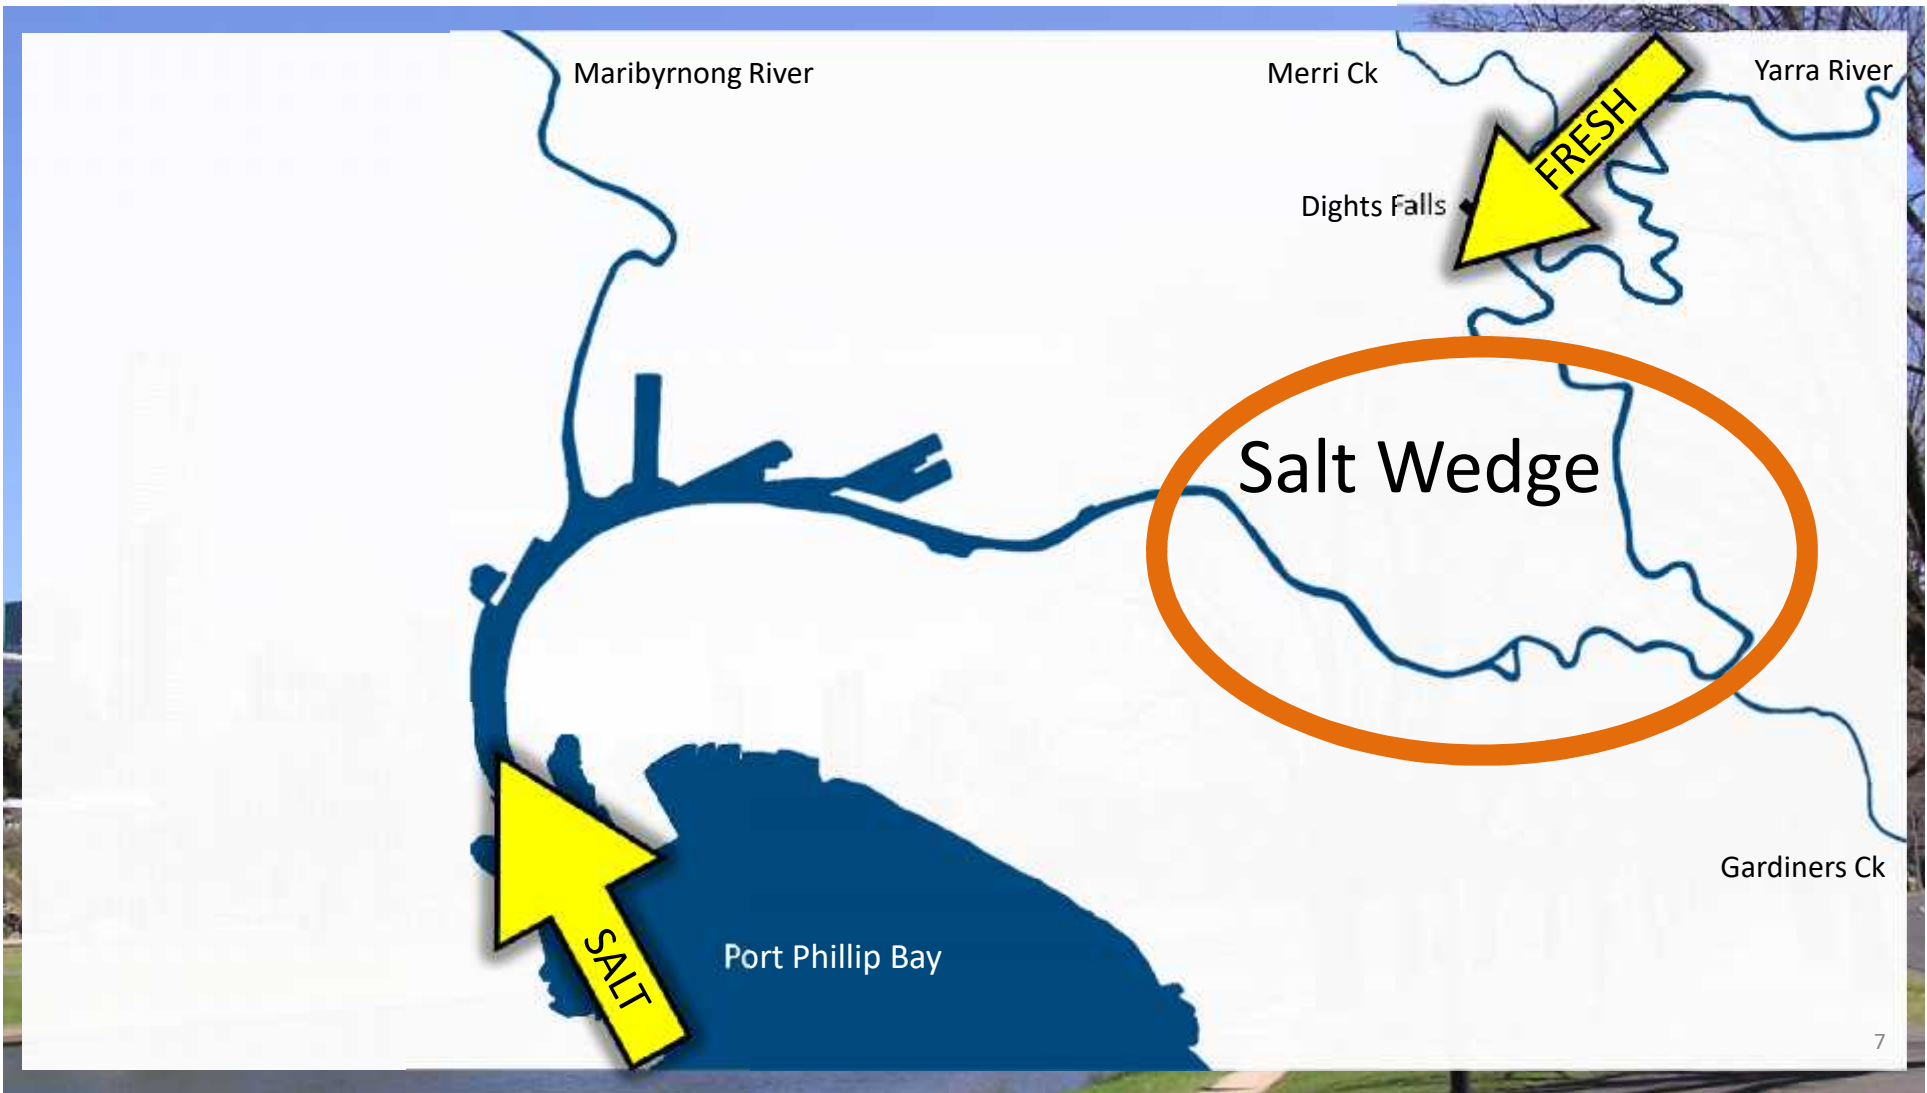 Maribyrnong River
Merri Ck
Yarra River
FRESH
Dights Falls
Salt Wedge
Gardiners Ck
SALT
Port Phillip Bay
7